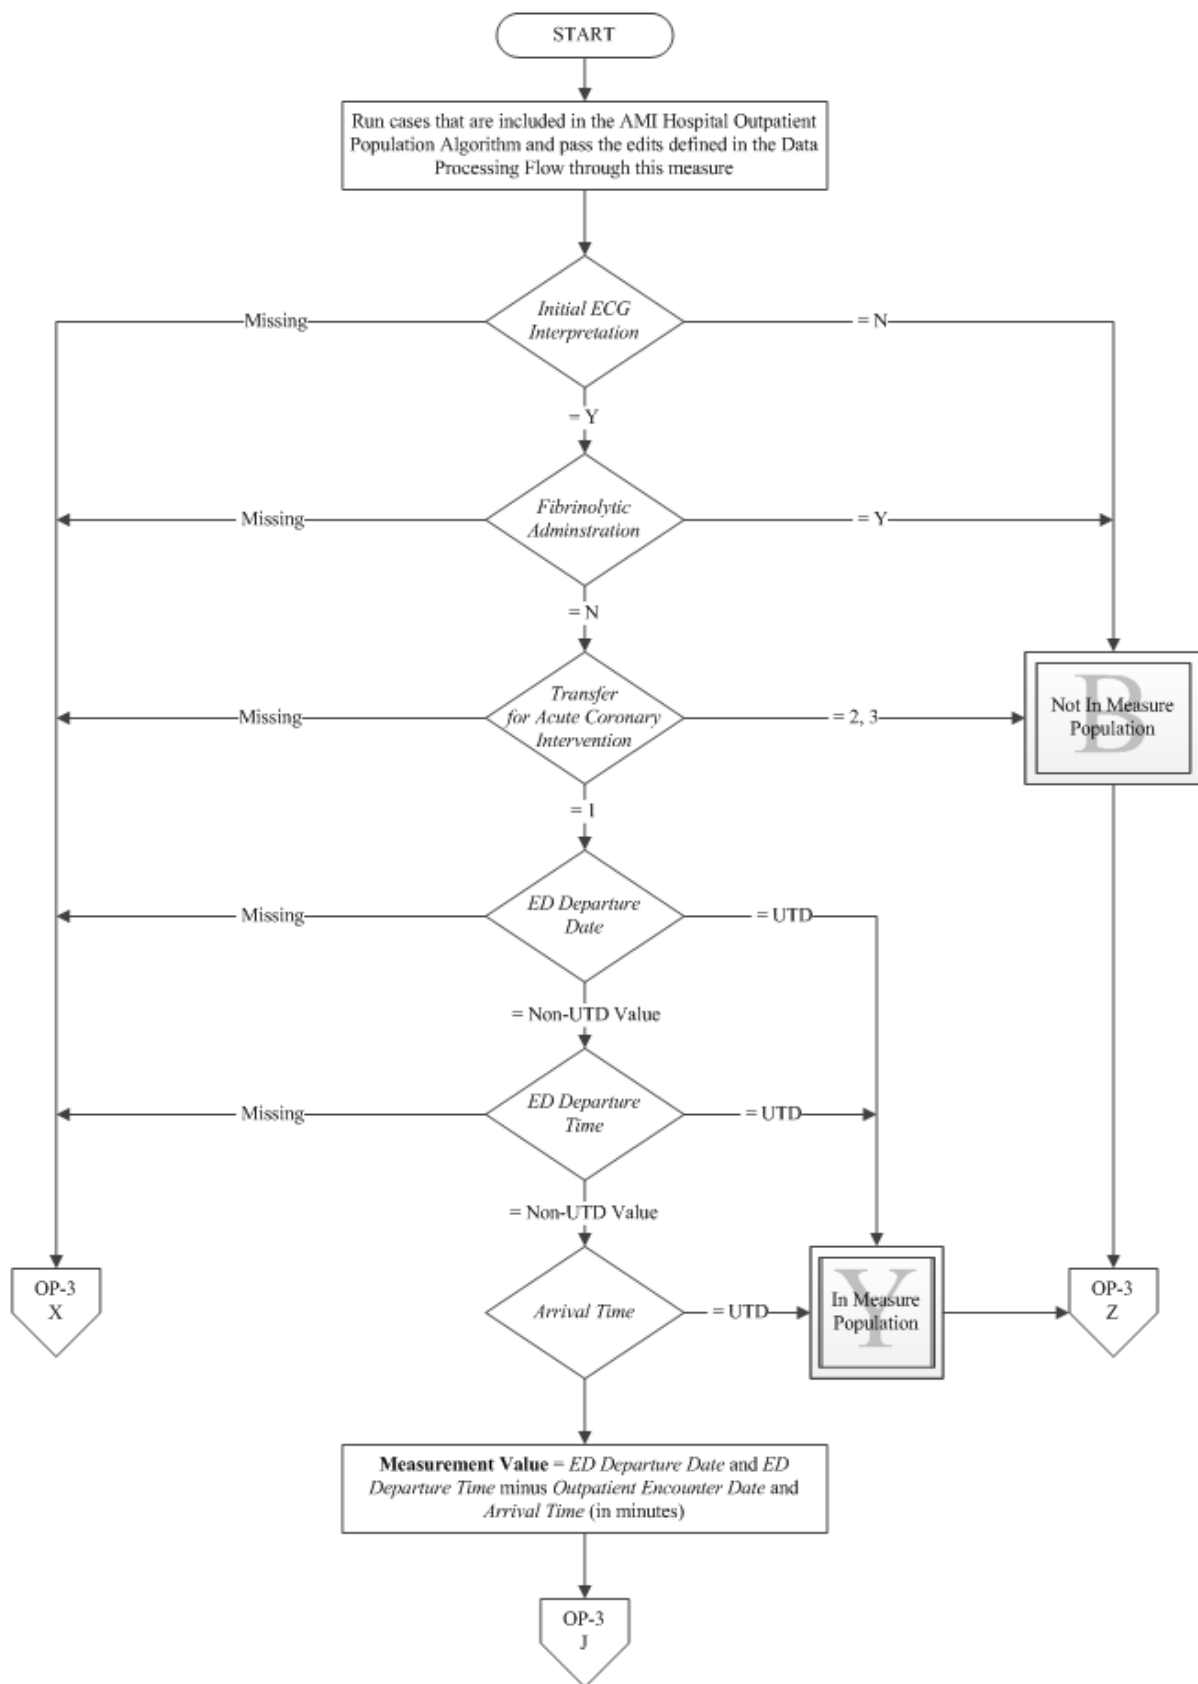 START
Run cases that are included in the AMI Hospital Outpatient
Population Algorithm and pass the edits defined in the Data
Processing Flow through this measure
Initial ECG
Interpretation
Missing
= N
= Y
Fibrinolytic
Adminstration
Missing
= Y
= N
Transfer
for Acute Coronary
Intervention
Missing
= 2, 3
B
Not In Measure
Population
= 1
ED Departure
Date
Missing
= UTD
= Non-UTD Value
ED Departure
Time
Missing
= UTD
= Non-UTD Value
OP-3
X
Arrival Time
= UTD
Y
In Measure
Population
OP-3
Z
Measurement Value = ED Departure Date and ED
Departure Time minus Outpatient Encounter Date and
Arrival Time (in minutes)
OP-3
J